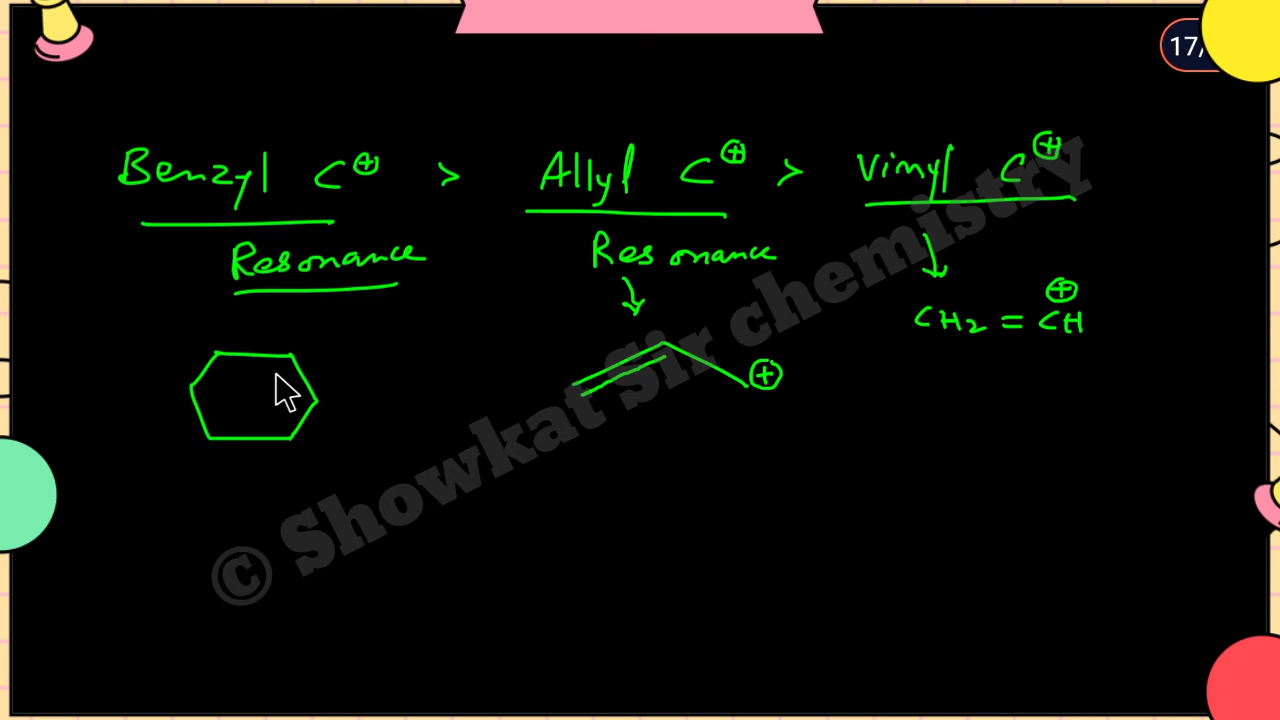 17/
Benzyl C⊕ > Allyl C⊕ > Vinyl C⊕
Resonance Resonance
CH2 = C⊕H
⊕
© Showkat Sir chemistry